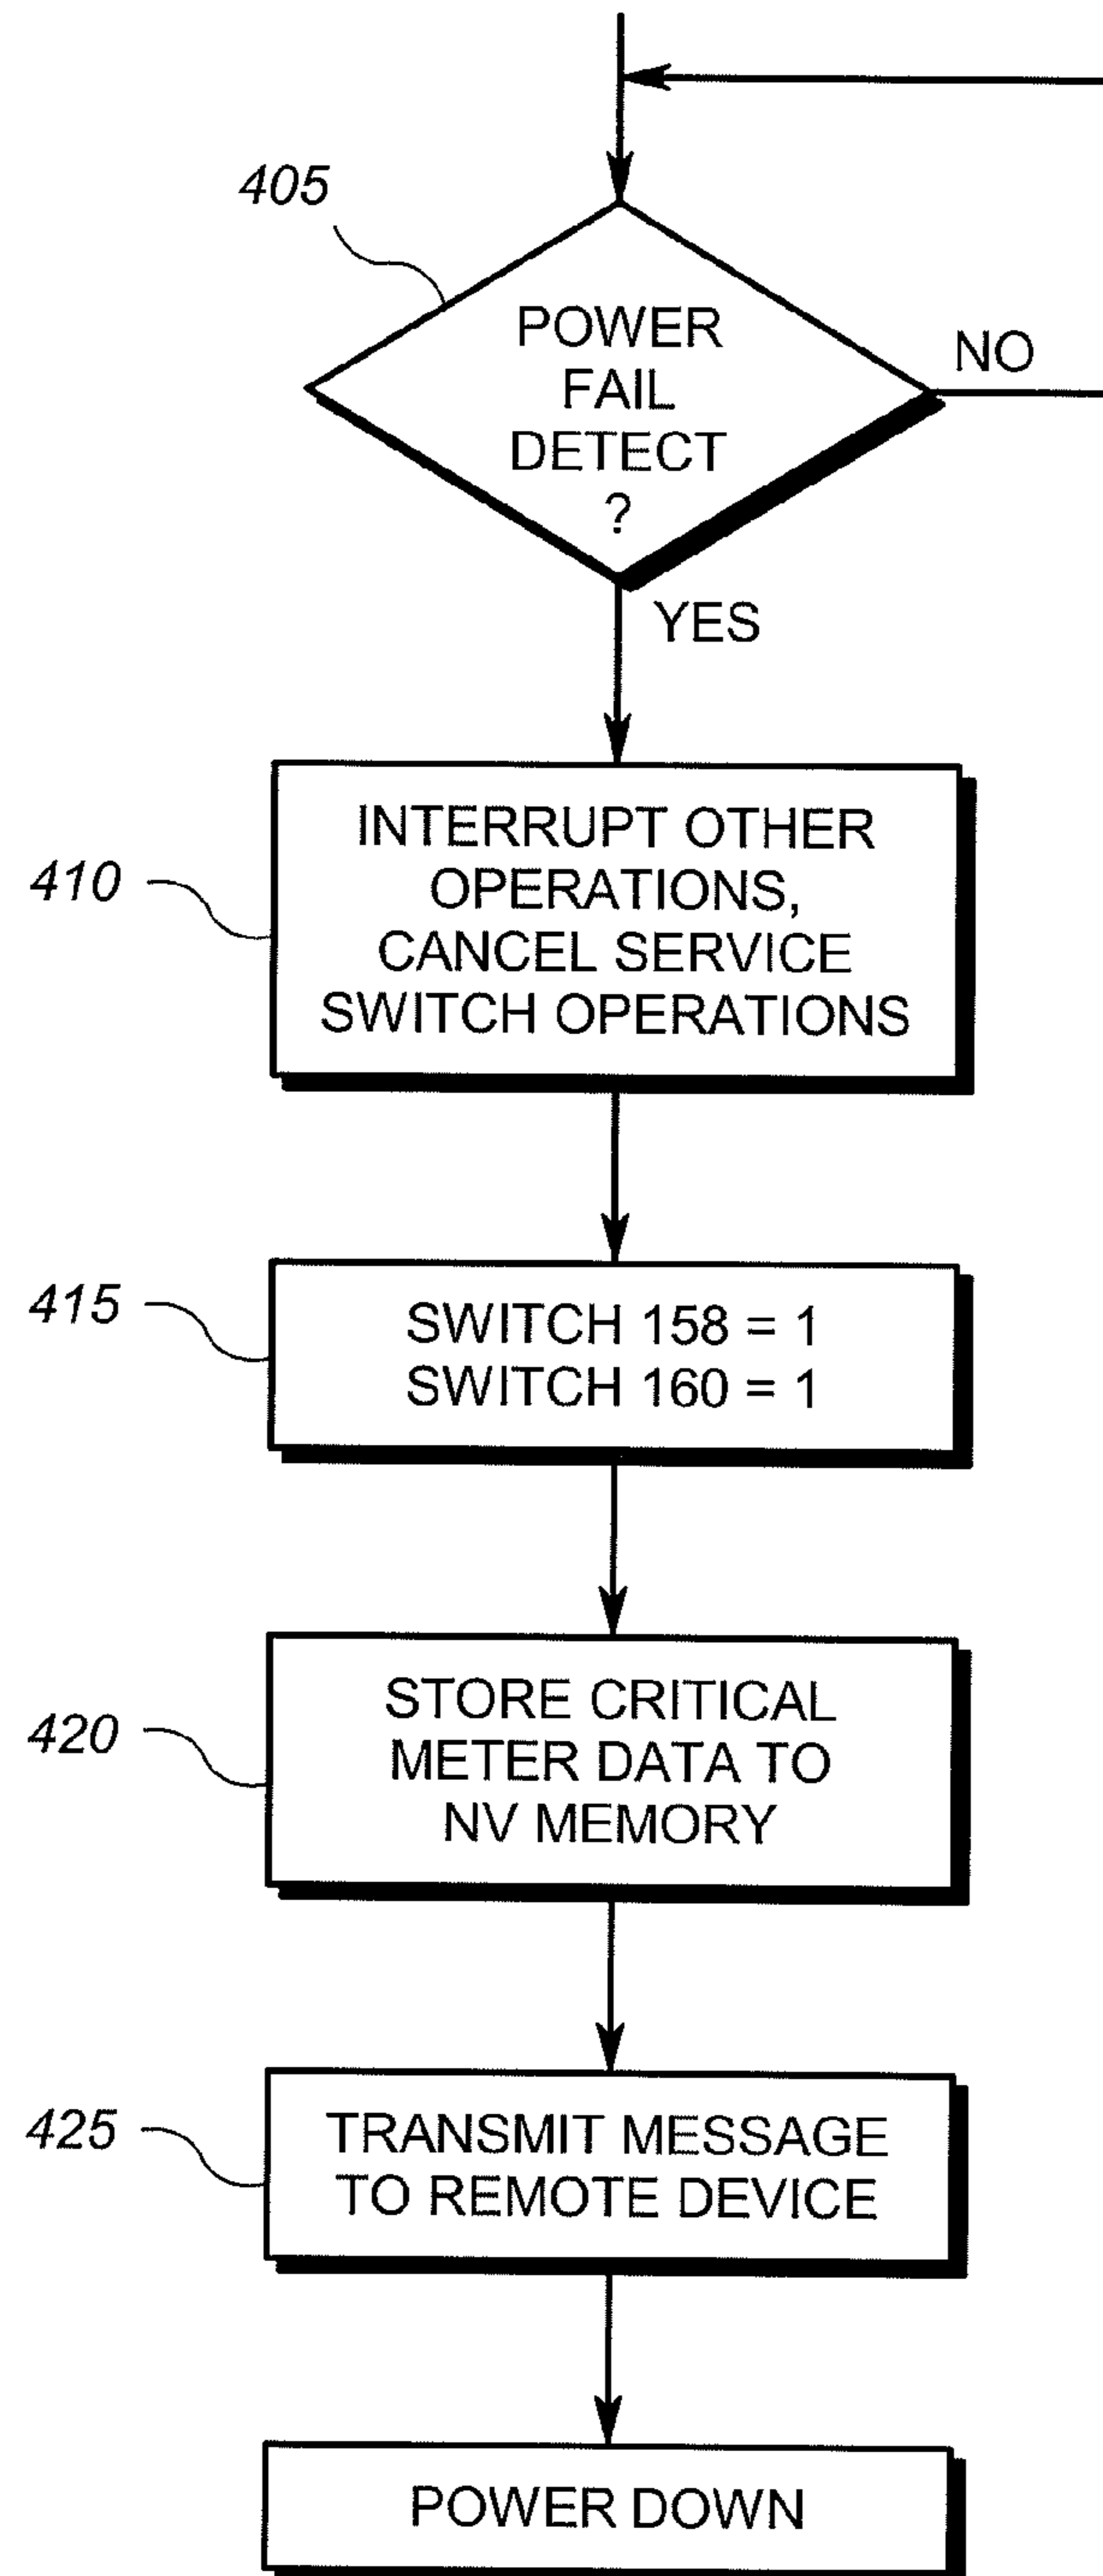 405
POWER
FAIL
DETECT
?
NO
YES
410
INTERRUPT OTHER
OPERATIONS,
CANCEL SERVICE
SWITCH OPERATIONS
415
SWITCH 158 = 1
SWITCH 160 = 1
420
STORE CRITICAL
METER DATA TO
NV MEMORY
425
TRANSMIT MESSAGE
TO REMOTE DEVICE
POWER DOWN